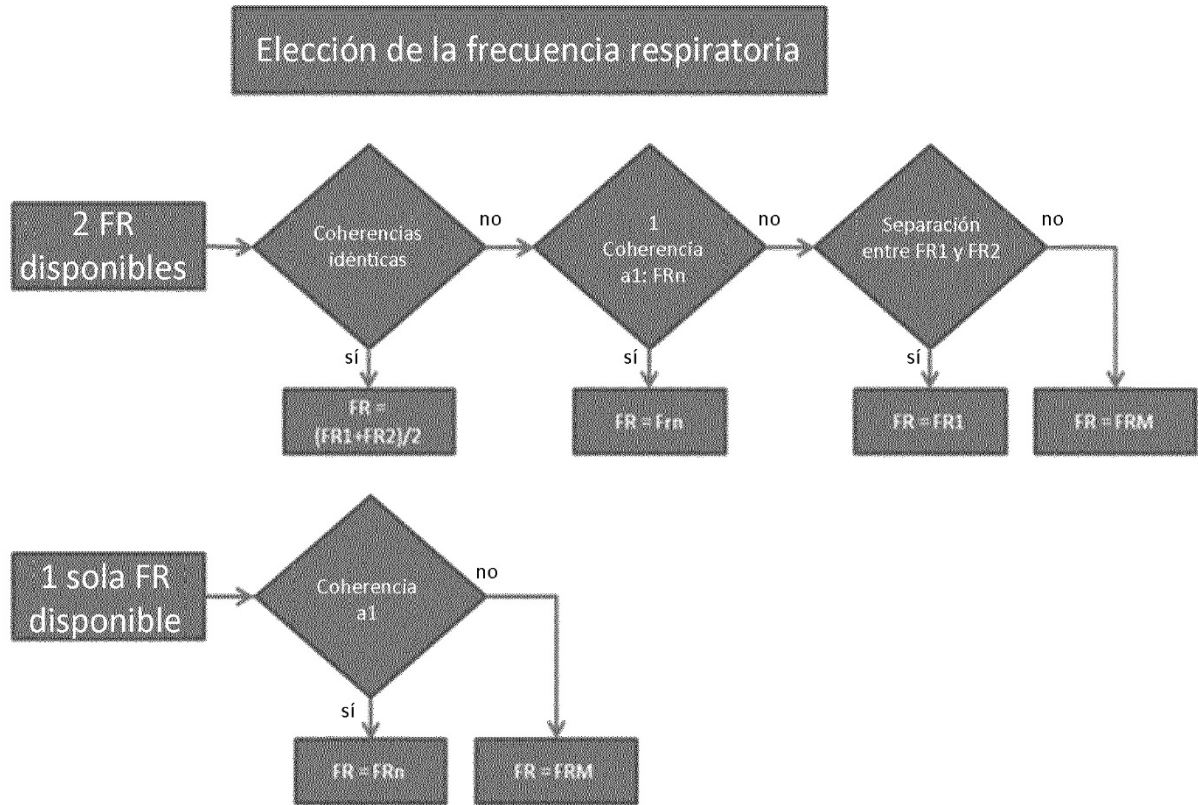 Elección de la frecuencia respiratoria
2 FR
disponibles
Coherencias
idénticas
no
1
Coherencia
a1: FRn
no
Separación
entre FR1 y FR2
no
sí
sí
sí
FR =
(FR1+FR2)/2
FR = Frn
FR = FR1
FR = FRM
1 sola FR
disponible
Coherencia
a1
no
sí
FR = FRn
FR = FRM